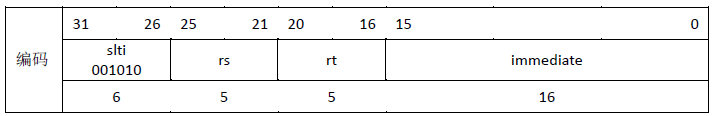 31 26 25 21 20 16 15 0
编码
slti
001010
rs rt immediate
6 5 5 16